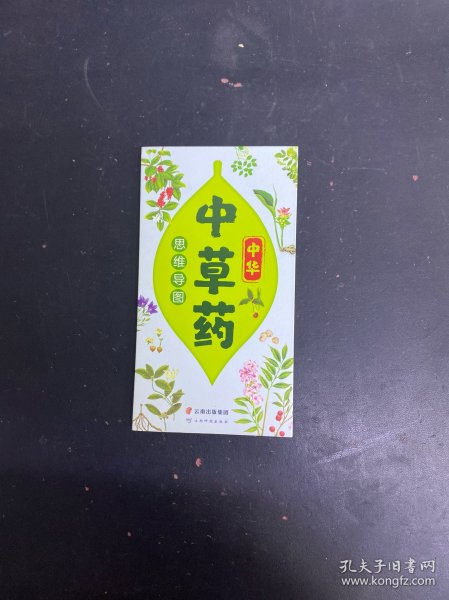 中华
中草药
思维导图
云南出版集团
孔夫子旧书网
www.kongfz.com